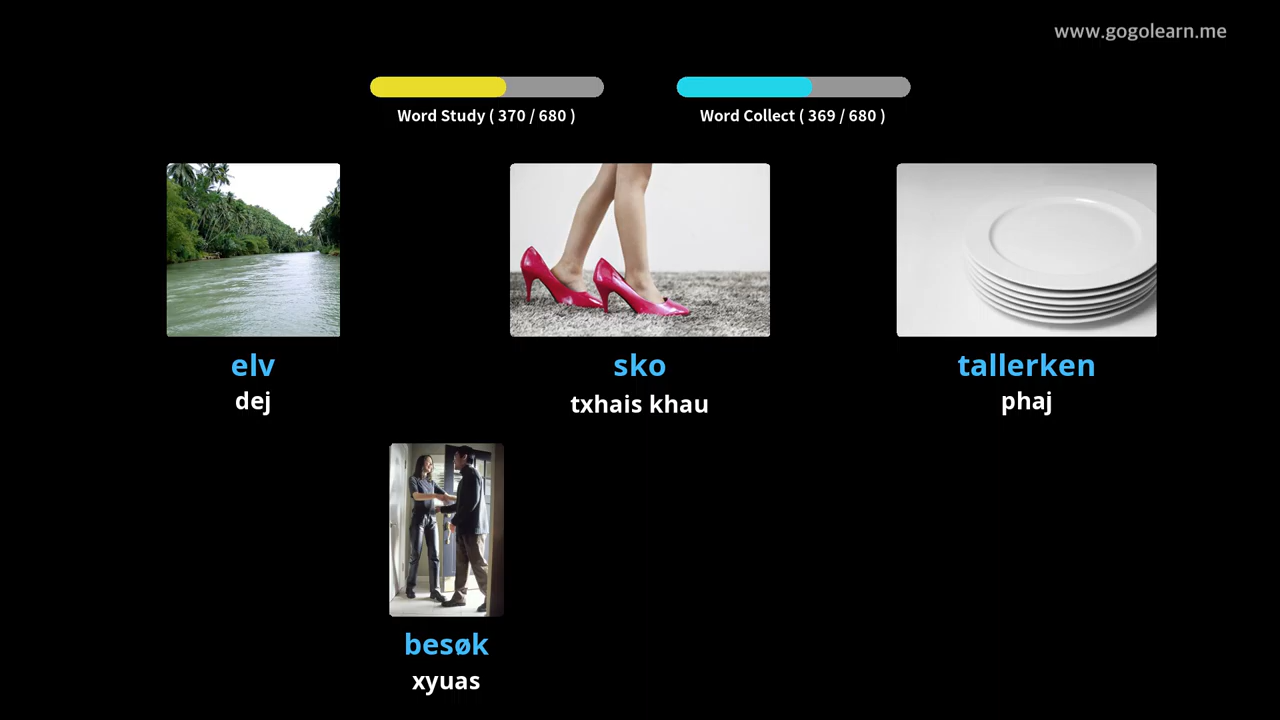 www.gogolearn.me
Word Study ( 370 / 680 )
Word Collect ( 369 / 680 )
elv
dej
sko
txhais khau
tallerken
phaj
besøk
xyuas